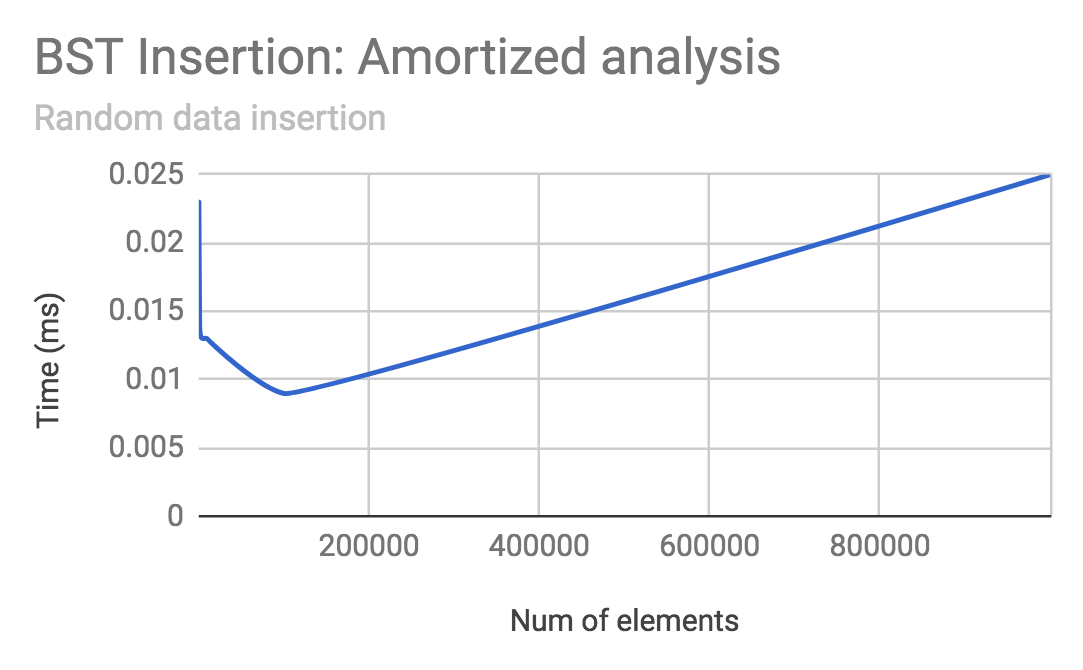 BST Insertion: Amortized analysis
Random data insertion
0.025
0.02
0.015
0.01
0.005
0
Time (ms)
200000 400000 600000 800000
Num of elements